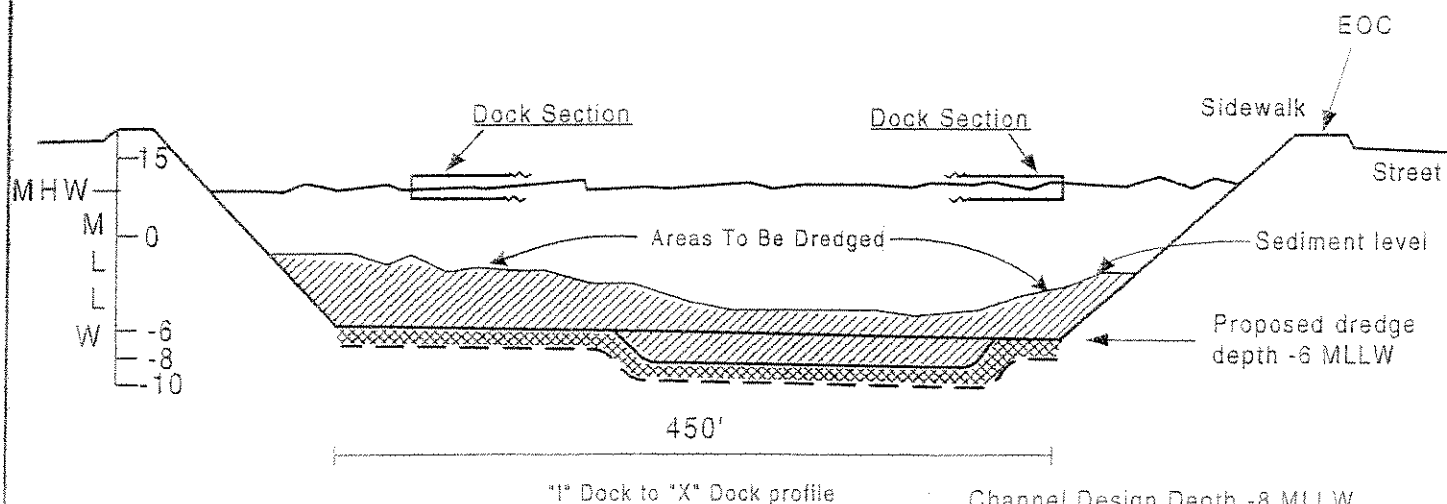 EOC
Sidewalk
Dock Section
Dock Section
15
Street
MHW
M
0
L
L
W
Areas To Be Dredged
Sediment level
-6
-8
-10
Proposed dredge
depth -6 MLLW
450'
"I" Dock to "X" Dock profile
Channel Design Depth -8 MLLW